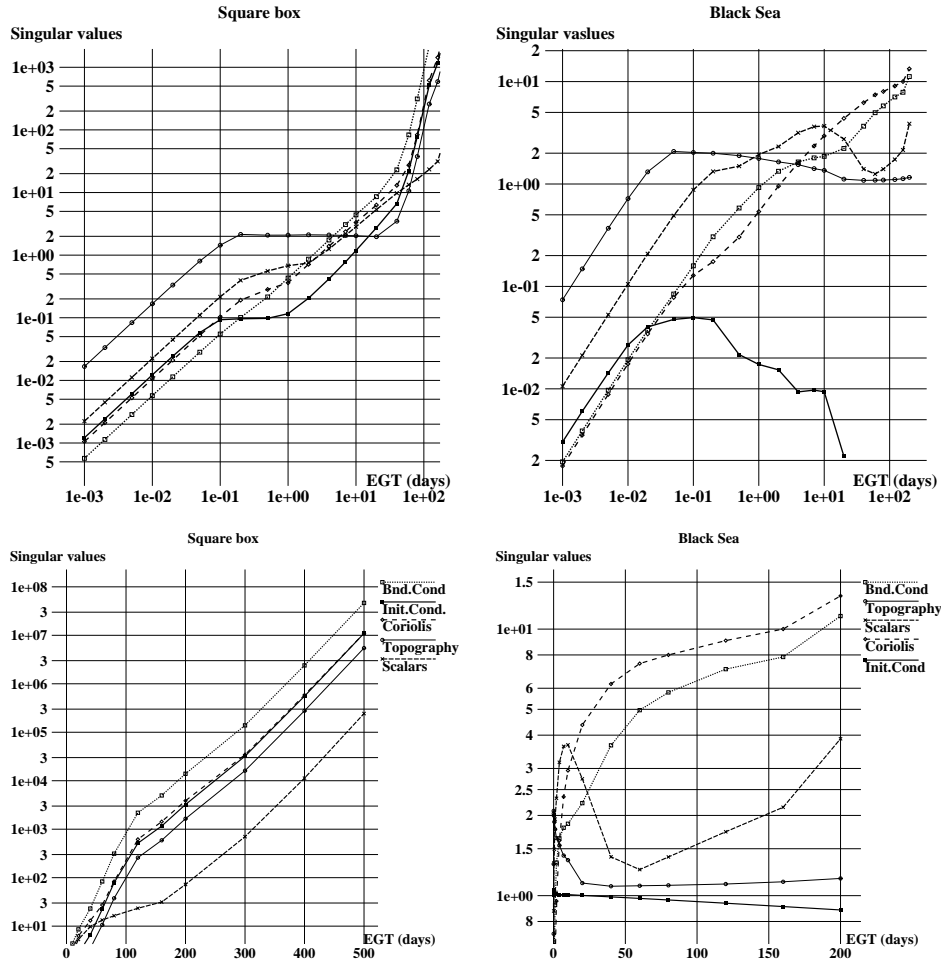 Square box
Singular values
1e+03
5
2
1e+02
5
2
1e+01
5
2
1e+00
5
2
1e-01
5
2
1e-02
5
2
1e-03
5
EGT (days)
1e-03 1e-02 1e-01 1e+00 1e+01 1e+02
Black Sea
Singular vaslues
2
1e+01
5
2
1e+00
5
2
1e-01
5
2
1e-02
5
2
EGT (days)
1e-03 1e-02 1e-01 1e+00 1e+01 1e+02
Square box
Singular values
1e+08
3
1e+07
3
1e+06
3
1e+05
3
1e+04
3
1e+03
3
1e+02
3
1e+01
Bnd.Cond
Init.Cond.
Coriolis
Topography
Scalars
EGT (days)
0 100 200 300 400 500
Black Sea
Singular values
1.5
1e+01
8
6
5
4
3
2.5
2
1.5
1e+00
8
Bnd.Cond
Topography
Scalars
Coriolis
Init.Cond
EGT (days)
0 50 100 150 200